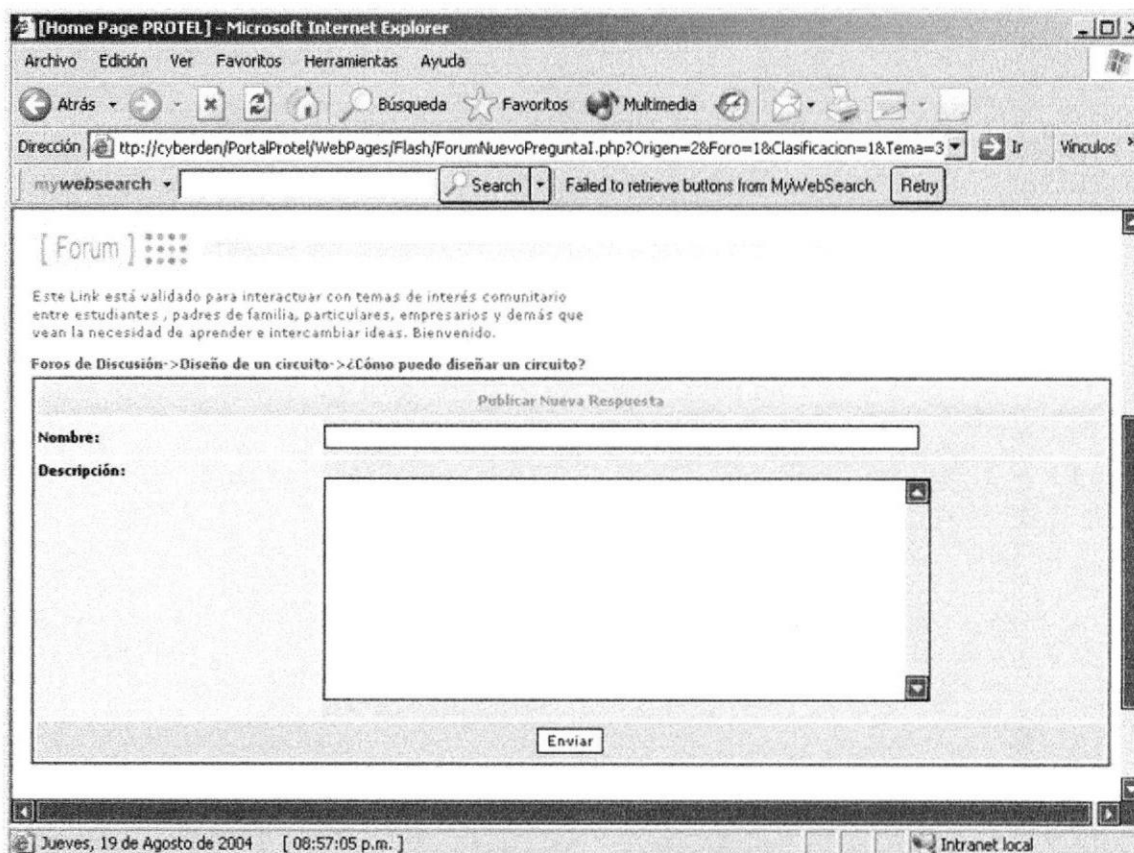 [Home Page PROTEL] - Microsoft Internet Explorer
Archivo Edición Ver Favoritos Herramientas Ayuda
Atrás Búsqueda Favoritos Multimedia
Dirección ttp://cyberden/PortalProtel/WebPages/Flash/ForumNuevoPreguntaI.php?Origen=2&Foro=1&Clasificacion=1&Tema=3 Ir Vínculos »
mywebsearch Search Failed to retrieve buttons from MyWebSearch. Retry
[ Forum ]
Este Link está validado para interactuar con temas de interés comunitario
entre estudiantes , padres de familia, particulares, empresarios y demás que
vean la necesidad de aprender e intercambiar ideas. Bienvenido.
Foros de Discusión->Diseño de un circuito->¿Cómo puedo diseñar un circuito?
Publicar Nueva Respuesta
Nombre:
Descripción:
Enviar
Jueves, 19 de Agosto de 2004 [ 08:57:05 p.m. ] Intranet local